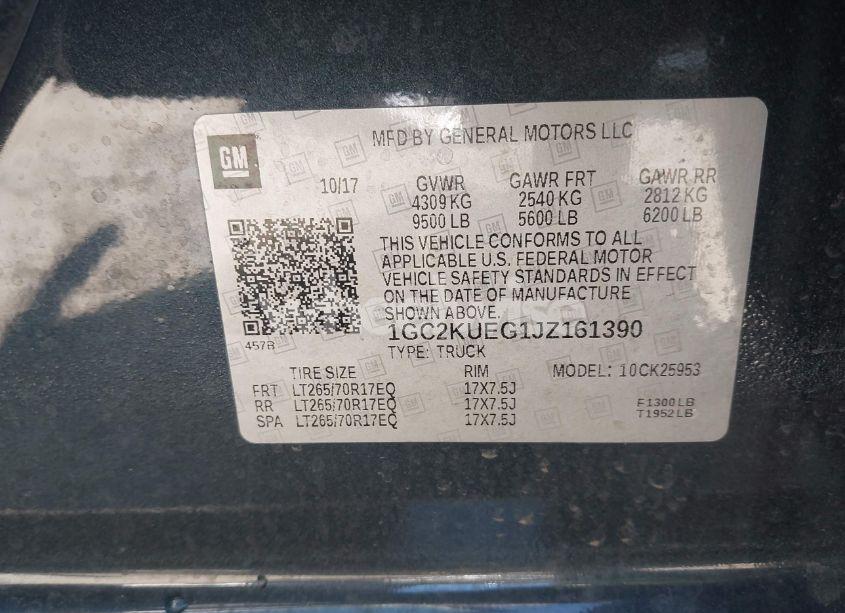 GM
MFD BY GENERAL MOTORS LLC
10/17
GVWR GAWR FRT GAWR RR
4309 KG 2540 KG 2812 KG
9500 LB 5600 LB 6200 LB
THIS VEHICLE CONFORMS TO ALL
APPLICABLE U.S. FEDERAL MOTOR
VEHICLE SAFETY STANDARDS IN EFFECT
ON THE DATE OF MANUFACTURE
SHOWN ABOVE.
1GC2KUEG1JZ161390
457B
TYPE: TRUCK
TIRE SIZE RIM MODEL: 10CK25953
FRT LT265/70R17EQ 17X7.5J
RR LT265/70R17EQ 17X7.5J F1300LB
SPA LT265/70R17EQ 17X7.5J T1952LB